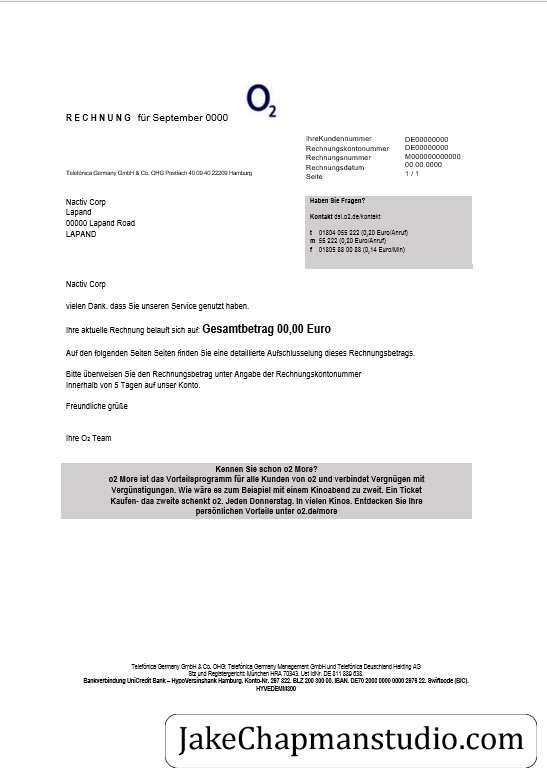 O2
RECHNUNG für September 0000
IhreKundennummer DE00000000
Rechnungskontonummer DE00000000
Rechnungsnummer M000000000000
Rechnungsdatum 00.00.0000
Seite 1 / 1
Telefónica Germany GmbH & Co. OHG Postfach 40 09 40 22209 Hamburg
Nactiv Corp
Lapand
00000 Lapand Road
LAPAND
Haben Sie Fragen?
Kontakt dsl.o2.de/kontakt
t 01804 055 222 (0,20 Euro/Anruf)
m 55 222 (0,20 Euro/Anruf)
f 01805 88 00 88 (0,14 Euro/Min)
Nactiv Corp
vielen Dank. dass Sie unseren Service genutzt haben.
Ihre aktuelle Rechnung belauft sich auf: Gesamtbetrag 00,00 Euro
Auf den folgenden Seiten Seiten finden Sie eine detaillierte Aufschlusselung dieses Rechnungsbetrags.
Bitte überweisen Sie den Rechnungsbetrag unter Angabe der Rechnungskontonummer
Innerhalb von 5 Tagen auf unser Konto.
Freundliche grüße
Ihre O2 Team
Kennen Sie schon o2 More?
o2 More ist das Vorteilsprogramm für alle Kunden von o2 und verbindet Vergnügen mit
Vergünstigungen. Wie wäre es zum Beispiel mit einem Kinoabend zu zweit. Ein Ticket
Kaufen- das zweite schenkt o2. Jeden Donnerstag. In vielen Kinos. Entdecken Sie Ihre
persönlichen Vorteile unter o2.de/more
Telefónica Germany GmbH & Co. OHG: Telefónica Germany Management GmbH und Telefónica Deuschland Holding AG
Stz und Registergericht: München HRA 70343. Ust IdNr. DE 811 889 638.
Bankverbindung UniCredit Bank – HypoVersinshank Hamburg. Konto-Nr. 297 622. BLZ 200 300 00. IBAN. DE70 2000 0000 0000 2976 22. Swiftcode (BIC).
HYVEDEMM300
JakeChapmanstudio.com